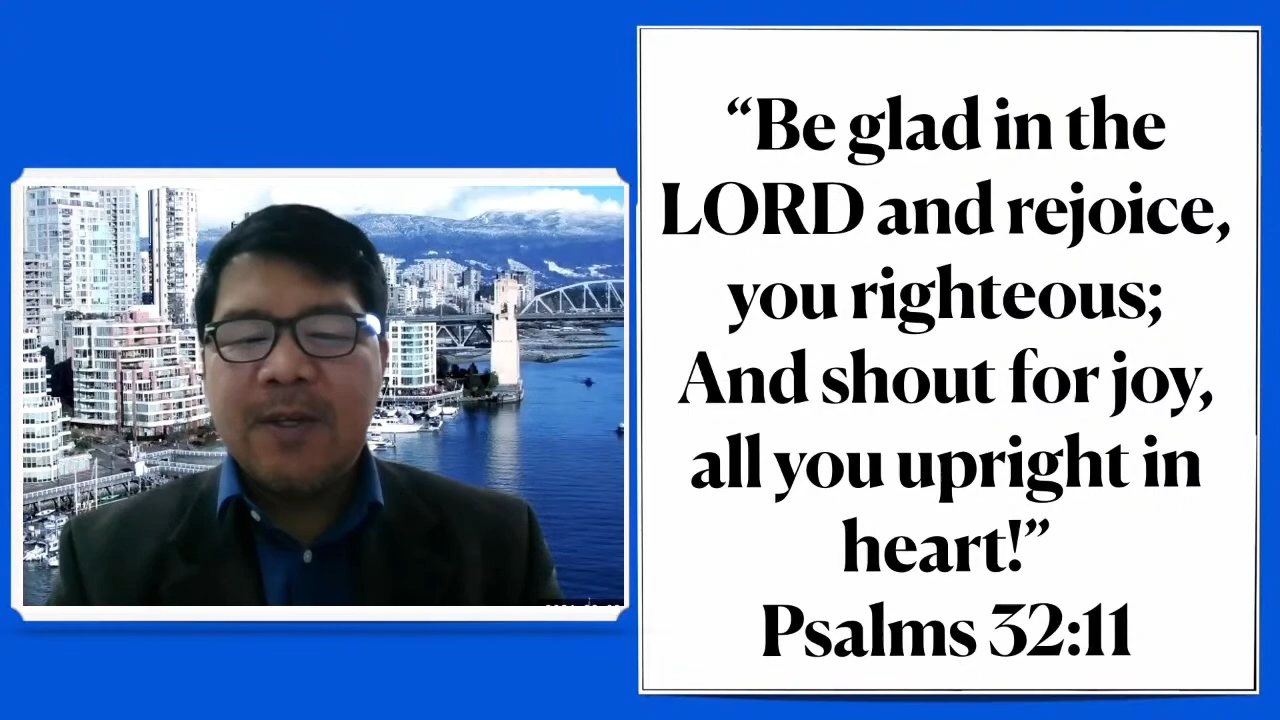 “Be glad in the
LORD and rejoice,
you righteous;
And shout for joy,
all you upright in
heart!”
Psalms 32:11